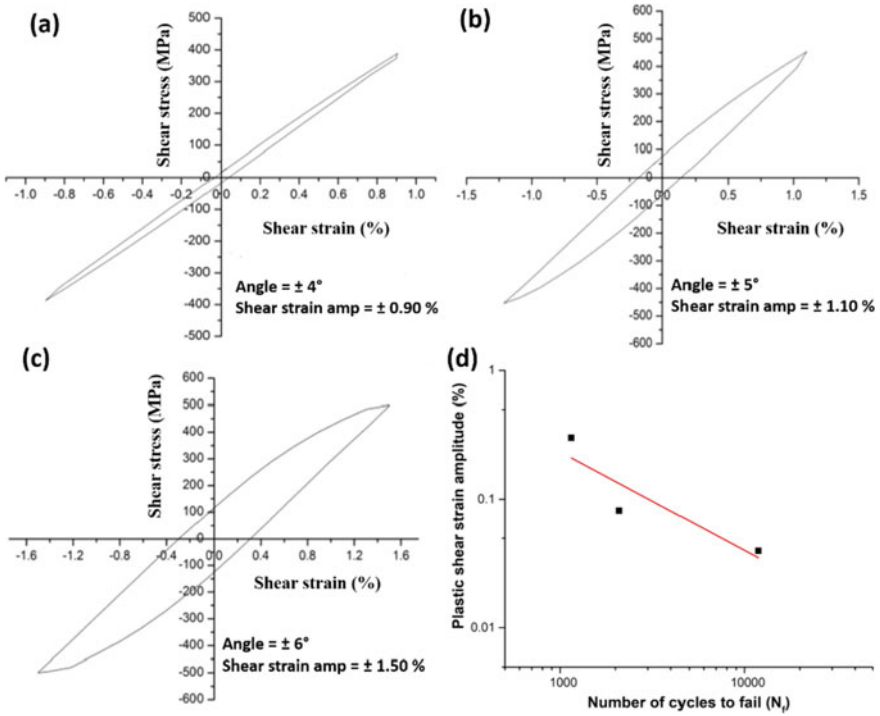 (a)
Shear stress (MPa)
500
400
300
200
100
0
-100
-200
-300
-400
-500
-1.0 -0.8 -0.6 -0.4 -0.2 0.0 0.2 0.4 0.6 0.8 1.0
Shear strain (%)
Angle = ± 4°
Shear strain amp = ± 0.90 %
(b)
Shear stress (MPa)
600
500
400
300
200
100
0
-100
-200
-300
-400
-500
-600
-1.5 -1.0 -0.5 0.0 0.5 1.0 1.5
Shear strain (%)
Angle = ± 5°
Shear strain amp = ± 1.10 %
(c)
Shear stress (MPa)
600
500
400
300
200
100
0
-100
-200
-300
-400
-500
-600
-1.6 -1.2 -0.8 -0.4 0.0 0.4 0.8 1.2 1.6
Shear strain (%)
Angle = ± 6°
Shear strain amp = ± 1.50 %
(d)
Plastic shear strain amplitude (%)
1
0.1
0.01
1000 10000
Number of cycles to fail (Nf)